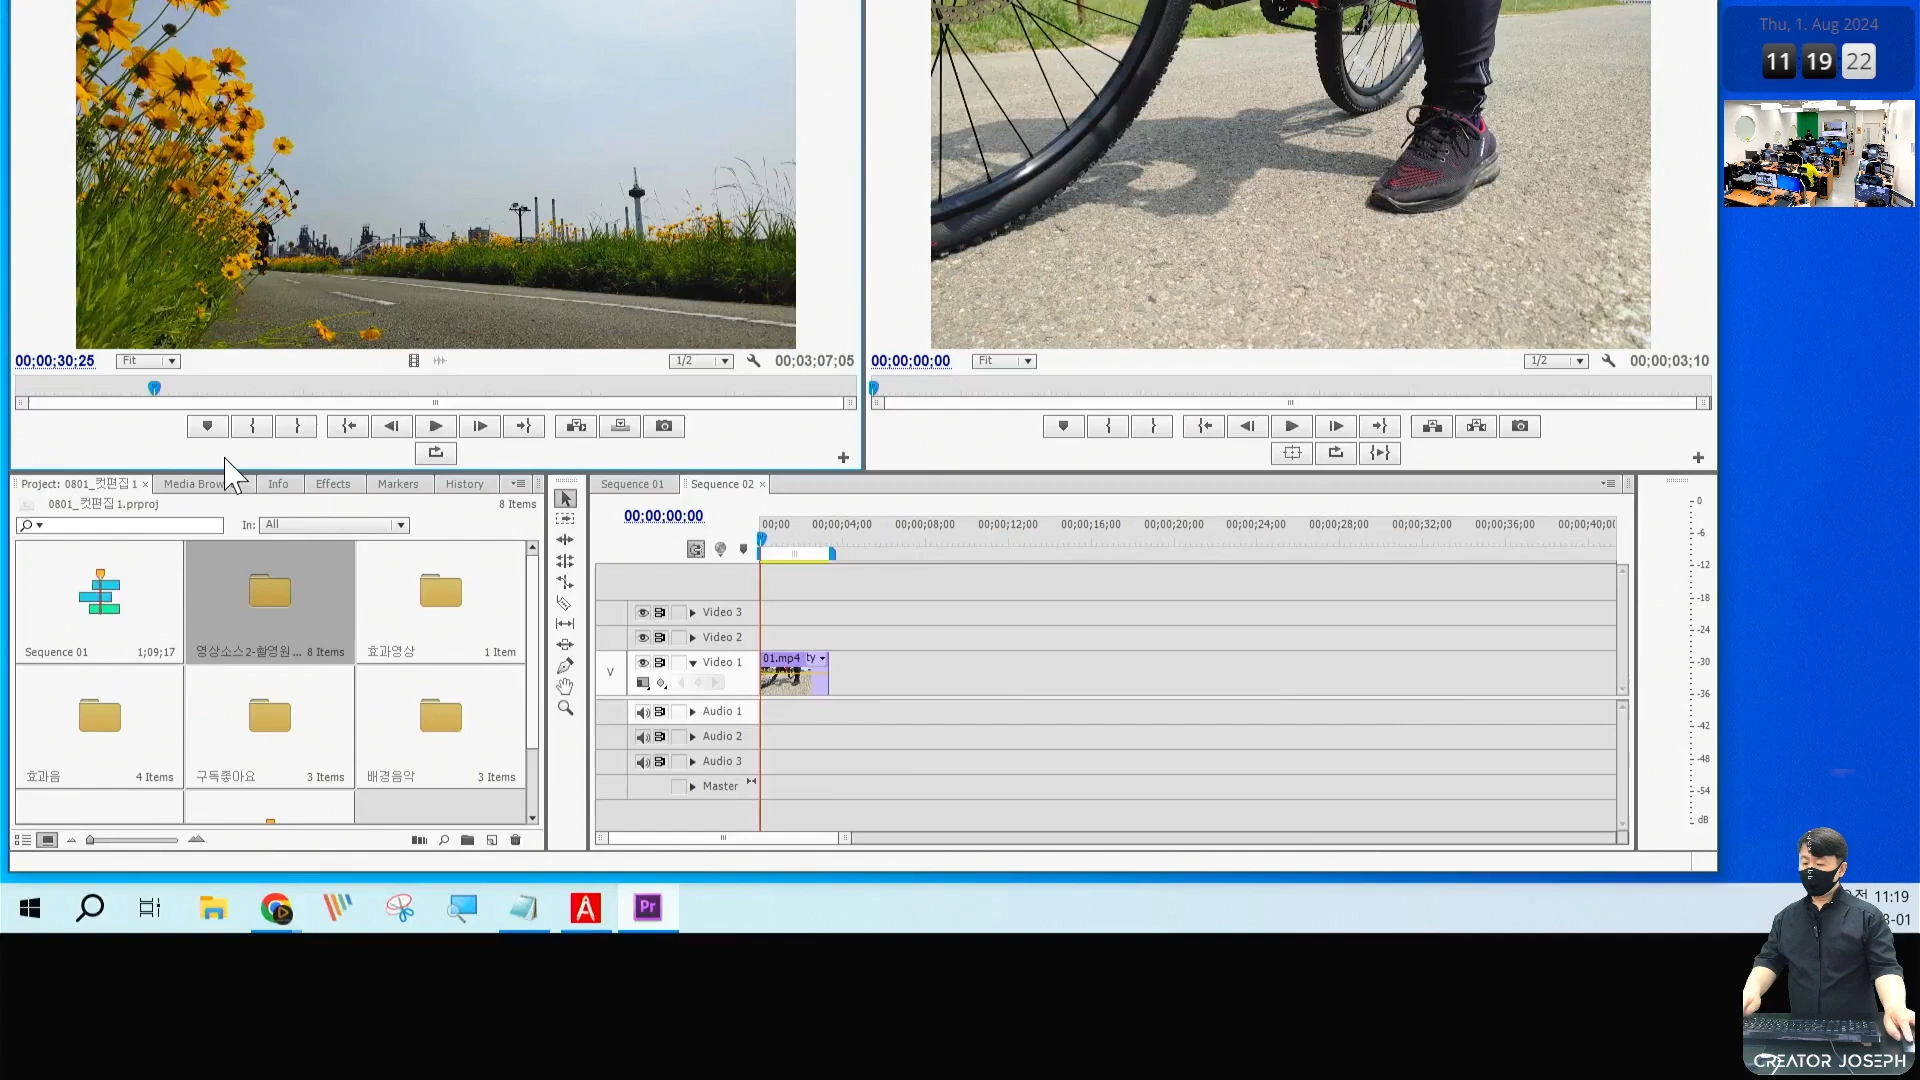 Thu, 1. Aug 2024
11 19 22
00;00;30;25
Fit
1/2
00;03;07;05
00;00;00;00
Fit
1/2
00;00;03;10
Project: 0801_컷편집 1 ×
Info
Effects
Markers
History
0801_컷편집 1.prproj
8 Items
In: All
Sequence 01 1;09;17
영상소스2-촬영원... 8 Items
효과영상 1 Item
효과음 4 Items
구독좋아요 3 Items
배경음악 3 Items
Sequence 01
Sequence 02 ×
00;00;00;00
00;00
00;00;04;00
00;00;08;00
00;00;12;00
00;00;16;00
00;00;20;00
00;00;24;00
00;00;28;00
00;00;32;00
00;00;36;00
Video 3
Video 2
V
Video 1
01.mp4 ty
Audio 1
Audio 2
Audio 3
Master
0
-6
-12
-18
-24
-30
-36
-42
-48
-54
dB
Pr
11:19
CREATOR JOSEPH